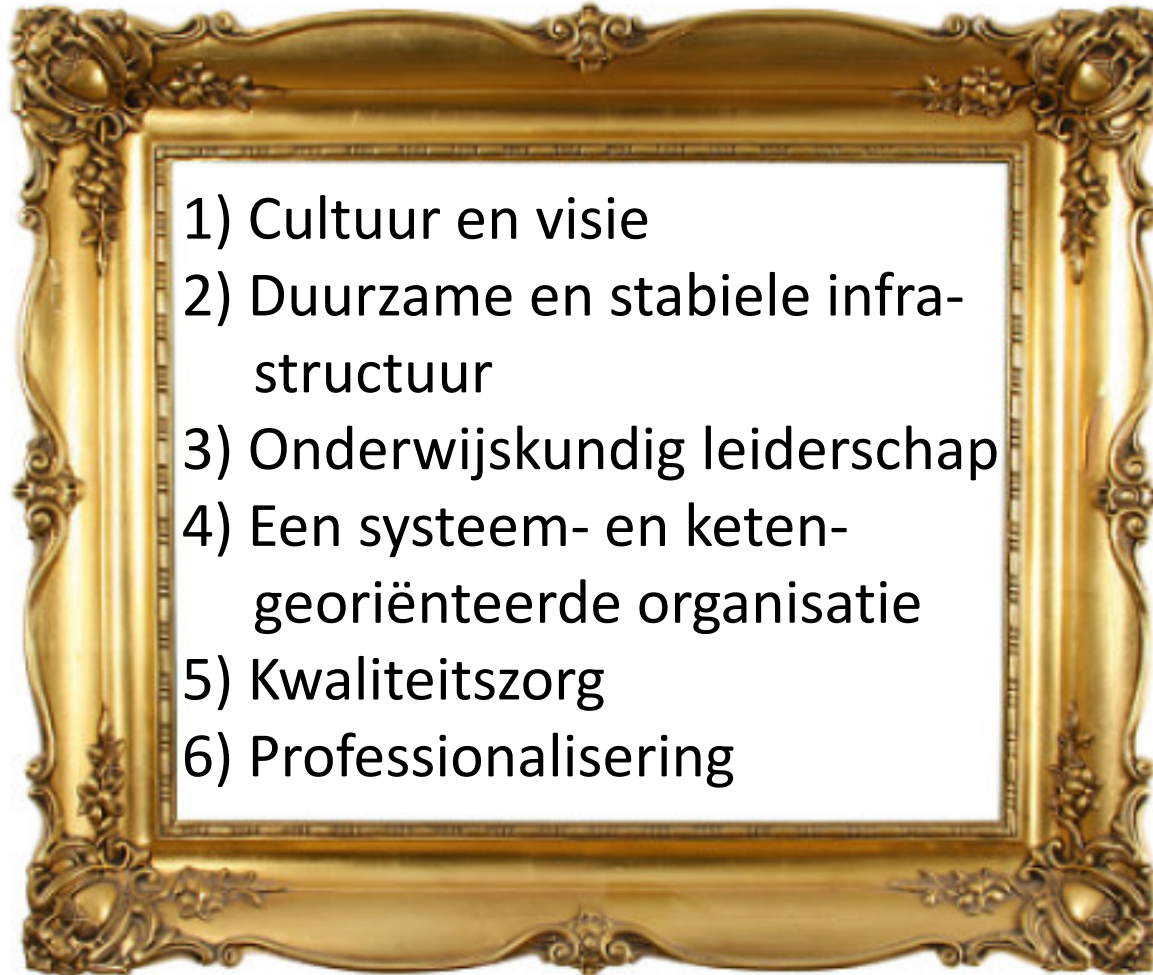 1) Cultuur en visie
2) Duurzame en stabiele infra-
structuur
3) Onderwijskundig leiderschap
4) Een systeem- en keten-
georiënteerde organisatie
5) Kwaliteitszorg
6) Professionalisering